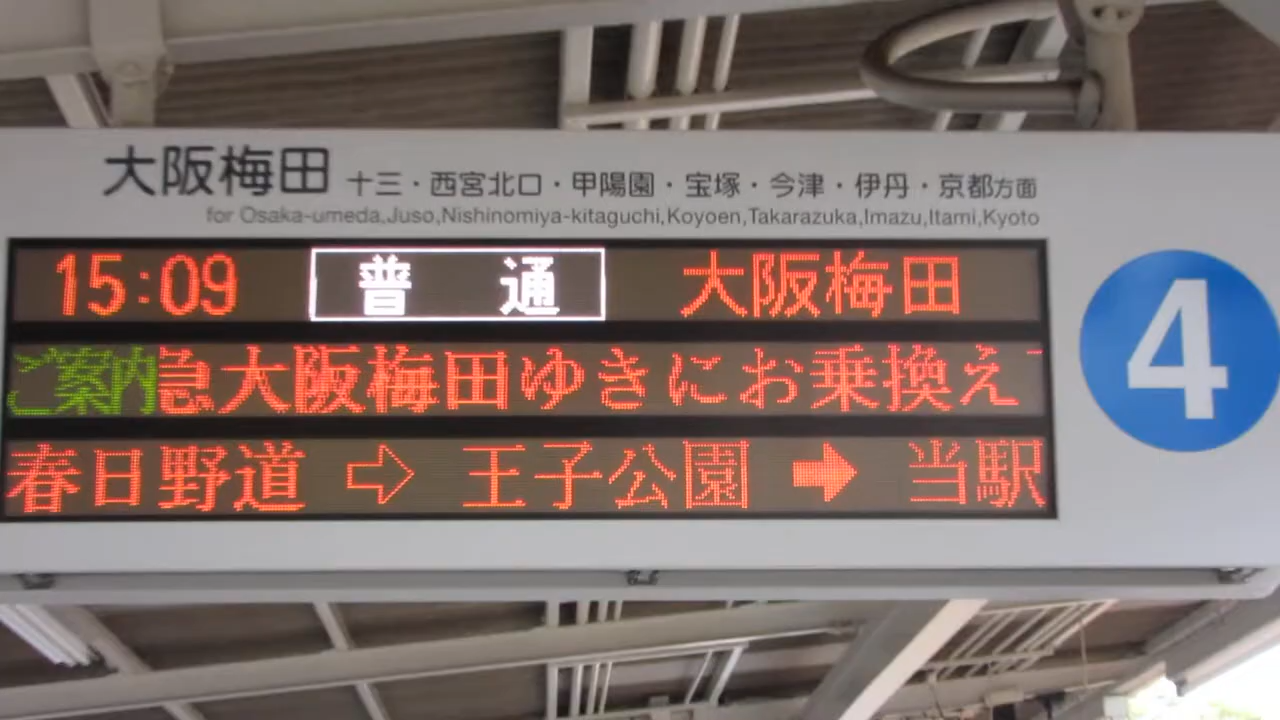 大阪梅田 十三・西宮北口・甲陽園・宝塚・今津・伊丹・京都方面
for Osaka-umeda,Juso,Nishinomiya-kitaguchi,Koyoen,Takarazuka,Imazu,Itami,Kyoto
15:09 普 通 大阪梅田
ご案内 急大阪梅田ゆきにお乗換え
春日野道 ⇨ 王子公園 ➡ 当駅
4